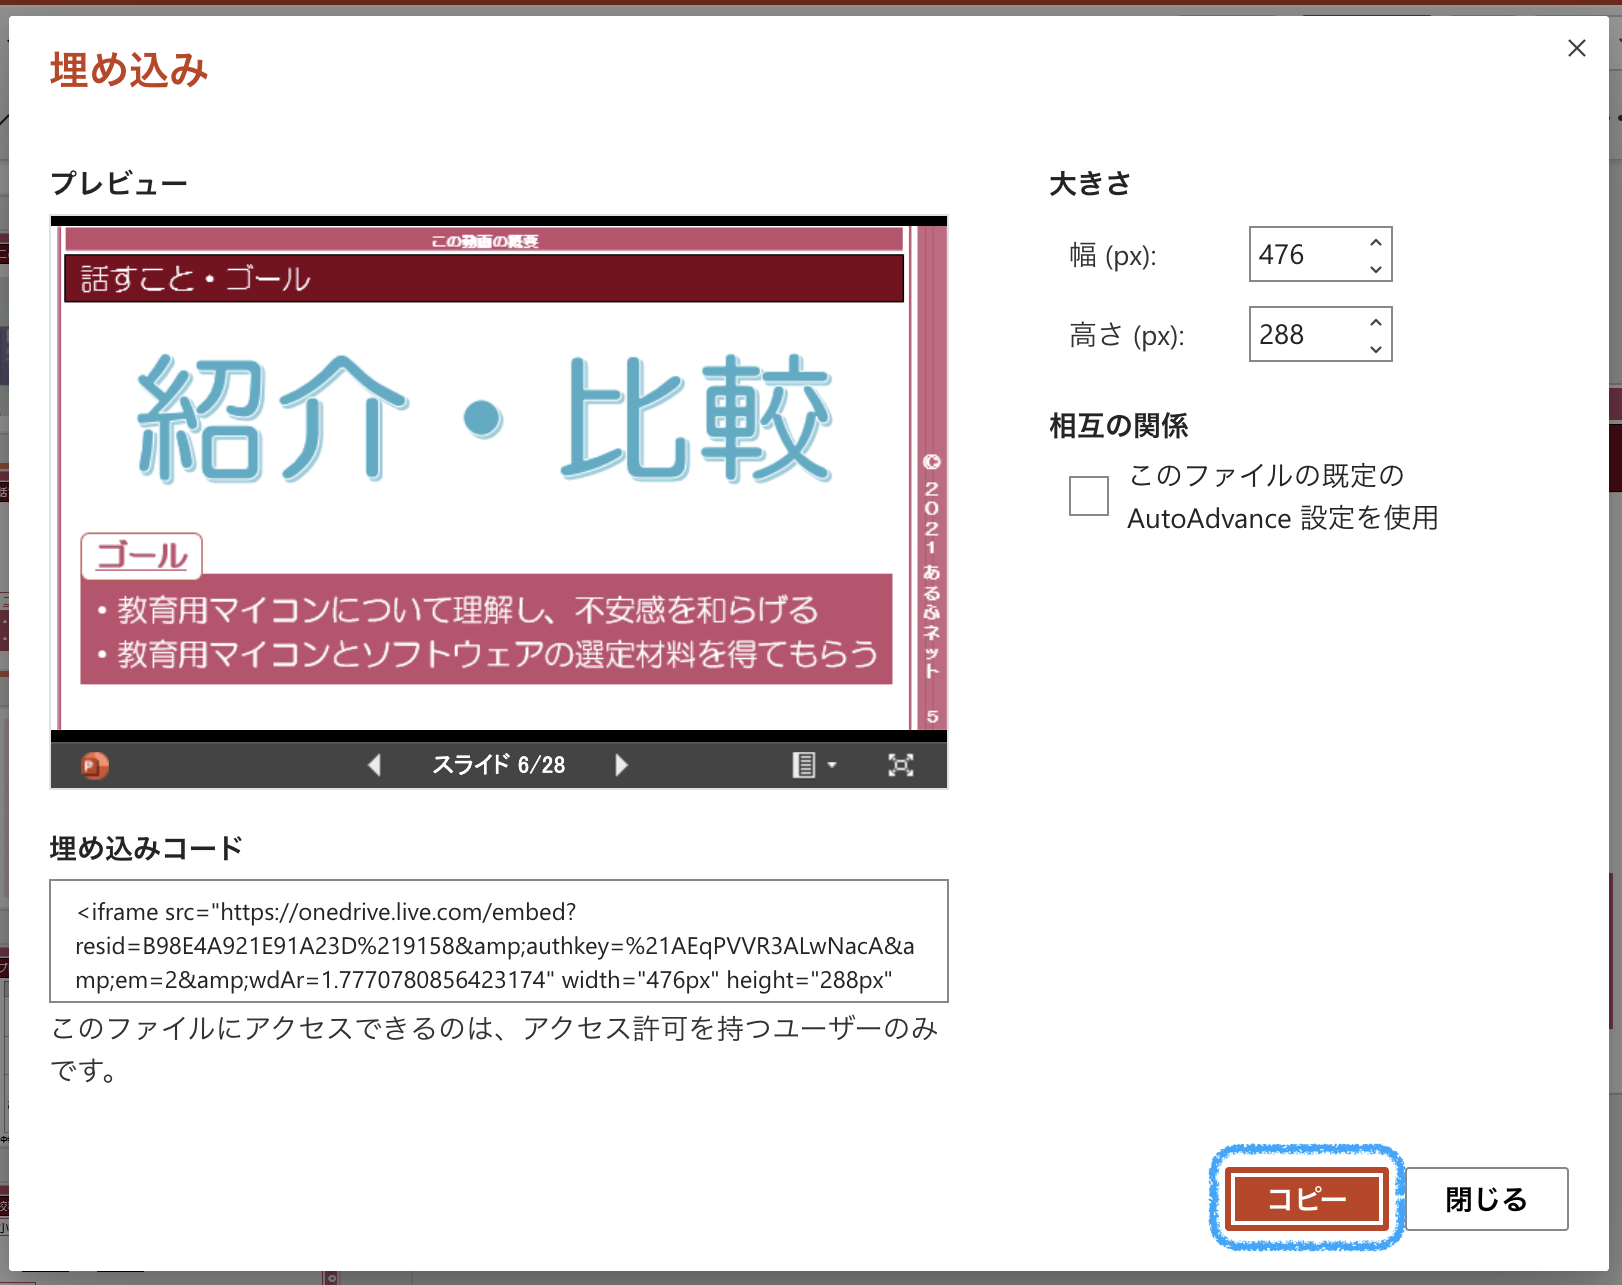 埋め込み
プレビュー
この動画の概要
話すこと・ゴール
紹介・比較
ゴール
・教育用マイコンについて理解し、不安感を和らげる
・教育用マイコンとソフトウェアの選定材料を得てもらう
© 2021 あるふネット 5
スライド 6/28
埋め込みコード
<iframe src="https://onedrive.live.com/embed?
resid=B98E4A921E91A23D%219158&amp;authkey=%21AEqPVVR3ALwNacA&a
mp;em=2&amp;wdAr=1.7770780856423174" width="476px" height="288px"
このファイルにアクセスできるのは、アクセス許可を持つユーザーのみ
です。
大きさ
幅 (px): 476
高さ (px): 288
相互の関係
このファイルの既定の
AutoAdvance 設定を使用
コピー
閉じる